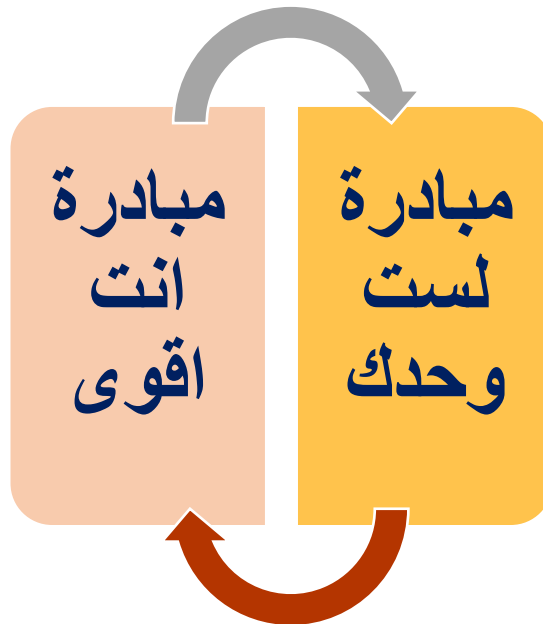 مبادرة
لست
وحدك
مبادرة
انت
اقوى